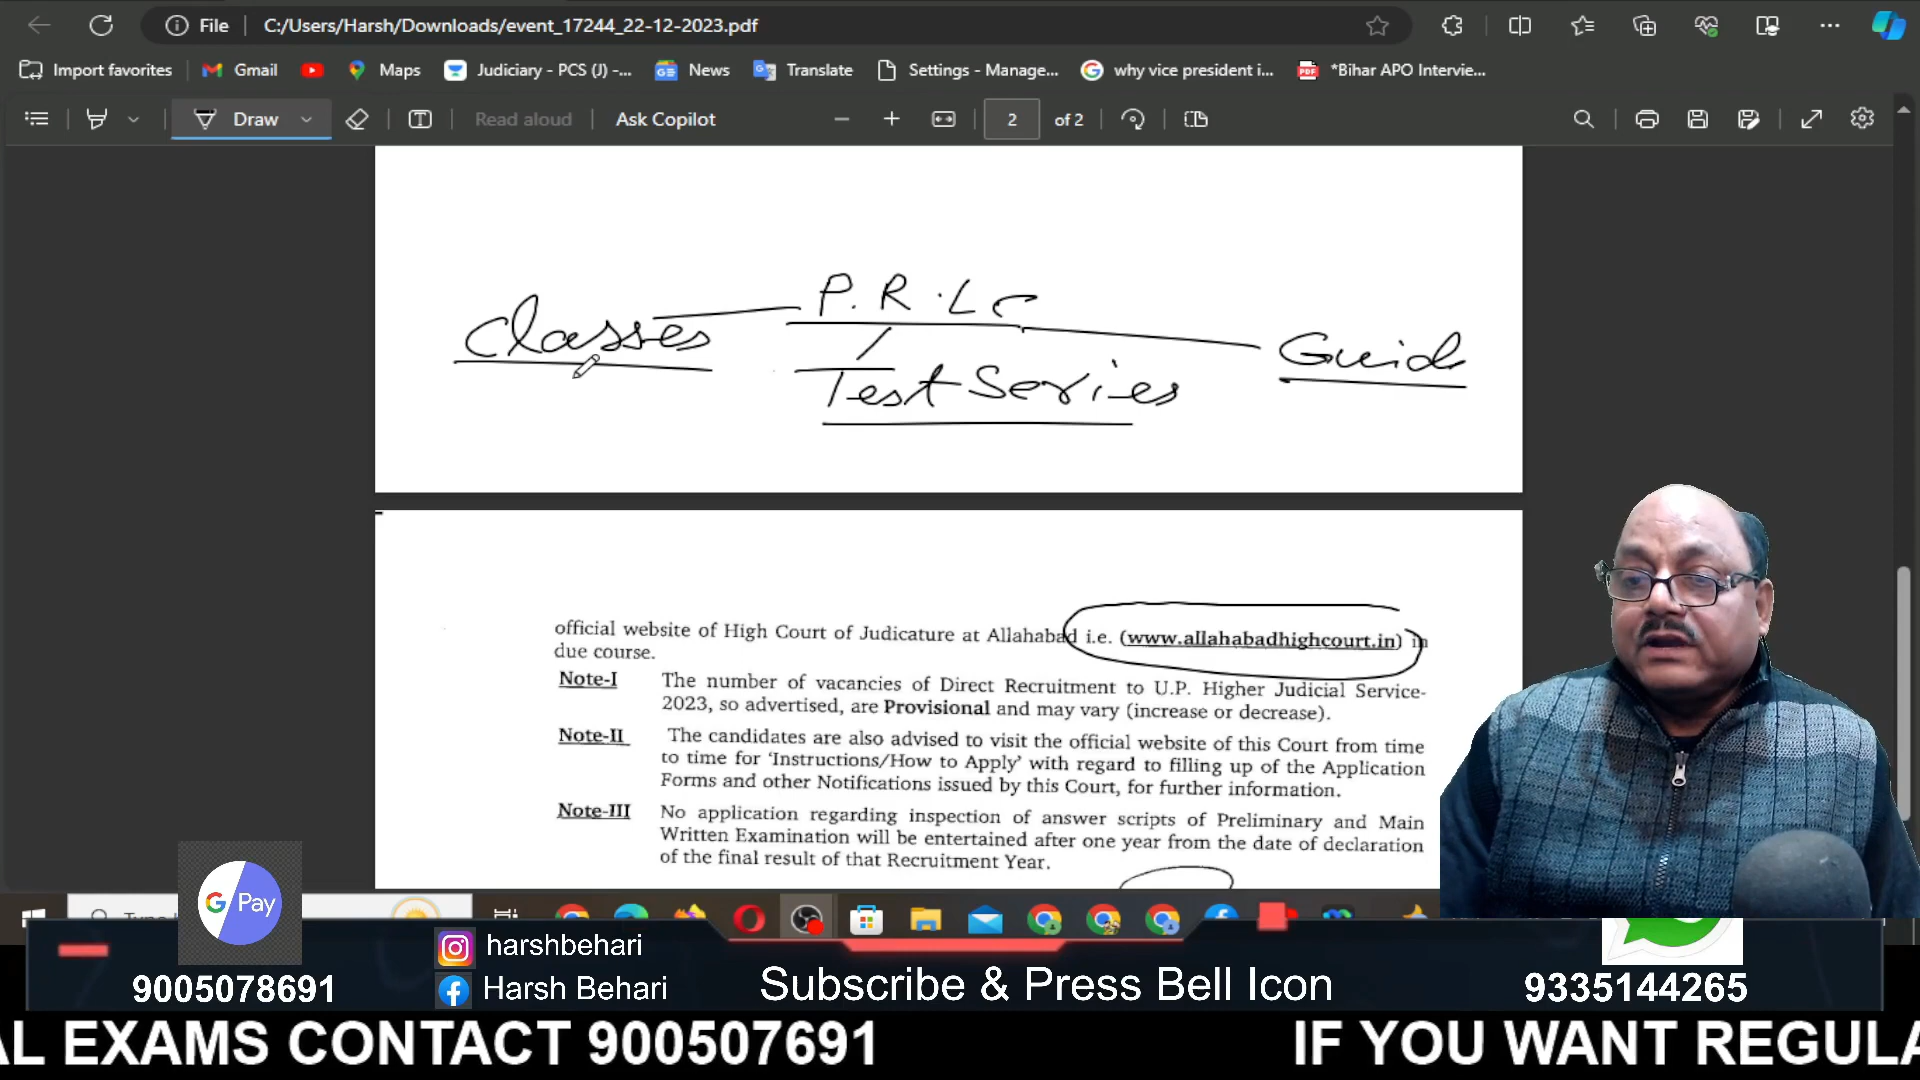 File C:/Users/Harsh/Downloads/event_17244_22-12-2023.pdf
Import favorites Gmail Maps Judiciary - PCS (J) -... News Translate Settings - Manage... why vice president i... *Bihar APO Intervie...
Draw Read aloud Ask Copilot 2 of 2
P.R.Lc
Classes
Guid
Test Series
official website of High Court of Judicature at Allahabad i.e. (www.allahabadhighcourt.in) in
due course.
Note-I The number of vacancies of Direct Recruitment to U.P. Higher Judicial Service-
2023, so advertised, are Provisional and may vary (increase or decrease).
Note-II The candidates are also advised to visit the official website of this Court from time
to time for 'Instructions/How to Apply' with regard to filling up of the Application
Forms and other Notifications issued by this Court, for further information.
Note-III No application regarding inspection of answer scripts of Preliminary and Main
Written Examination will be entertained after one year from the date of declaration
of the final result of that Recruitment Year.
G Pay
9005078691
harshbehari
Harsh Behari
Subscribe & Press Bell Icon
9335144265
AL EXAMS CONTACT 900507691 IF YOU WANT REGULA